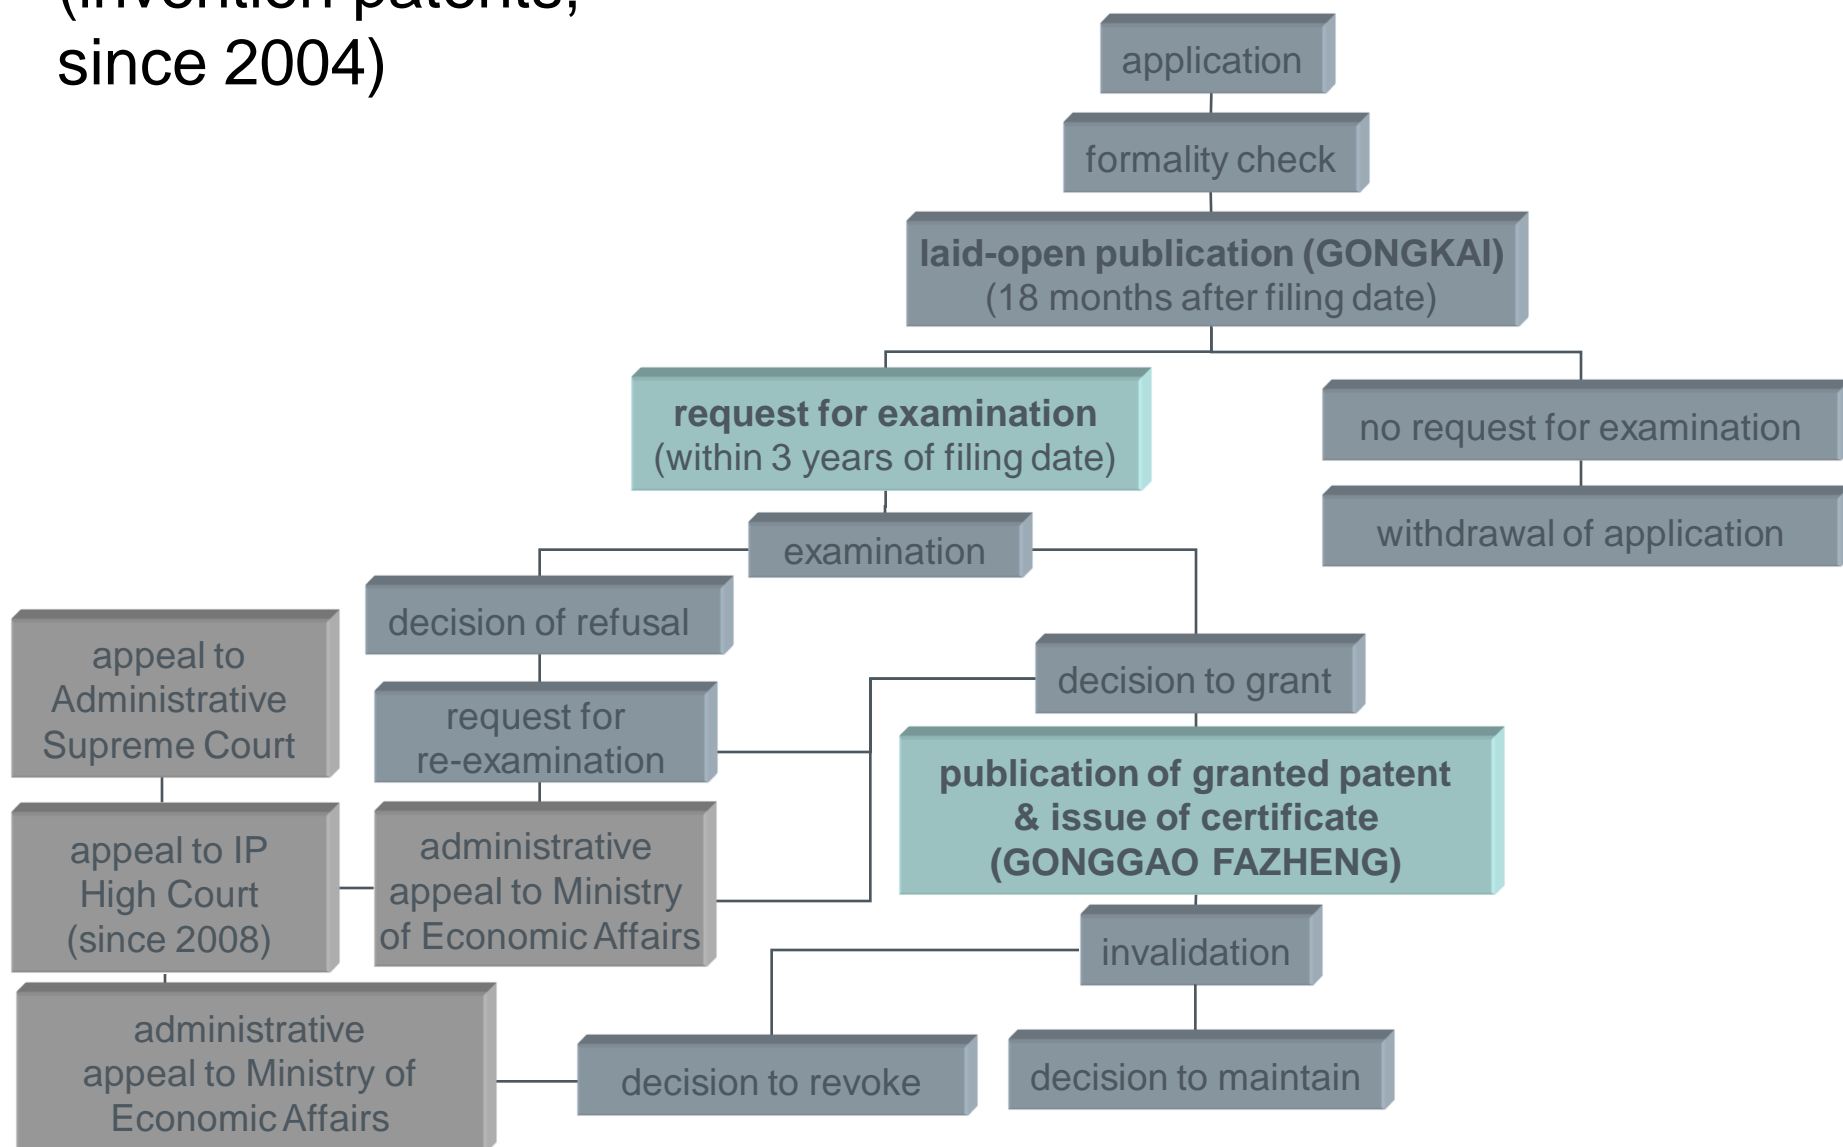 (invention patents,
since 2004)
application
formality check
laid-open publication (GONGKAI)
(18 months after filing date)
request for examination
(within 3 years of filing date)
no request for examination
withdrawal of application
examination
decision of refusal
decision to grant
request for
re-examination
appeal to
Administrative
Supreme Court
publication of granted patent
& issue of certificate
(GONGGAO FAZHENG)
appeal to IP
High Court
(since 2008)
administrative
appeal to Ministry
of Economic Affairs
invalidation
administrative
appeal to Ministry of
Economic Affairs
decision to revoke
decision to maintain